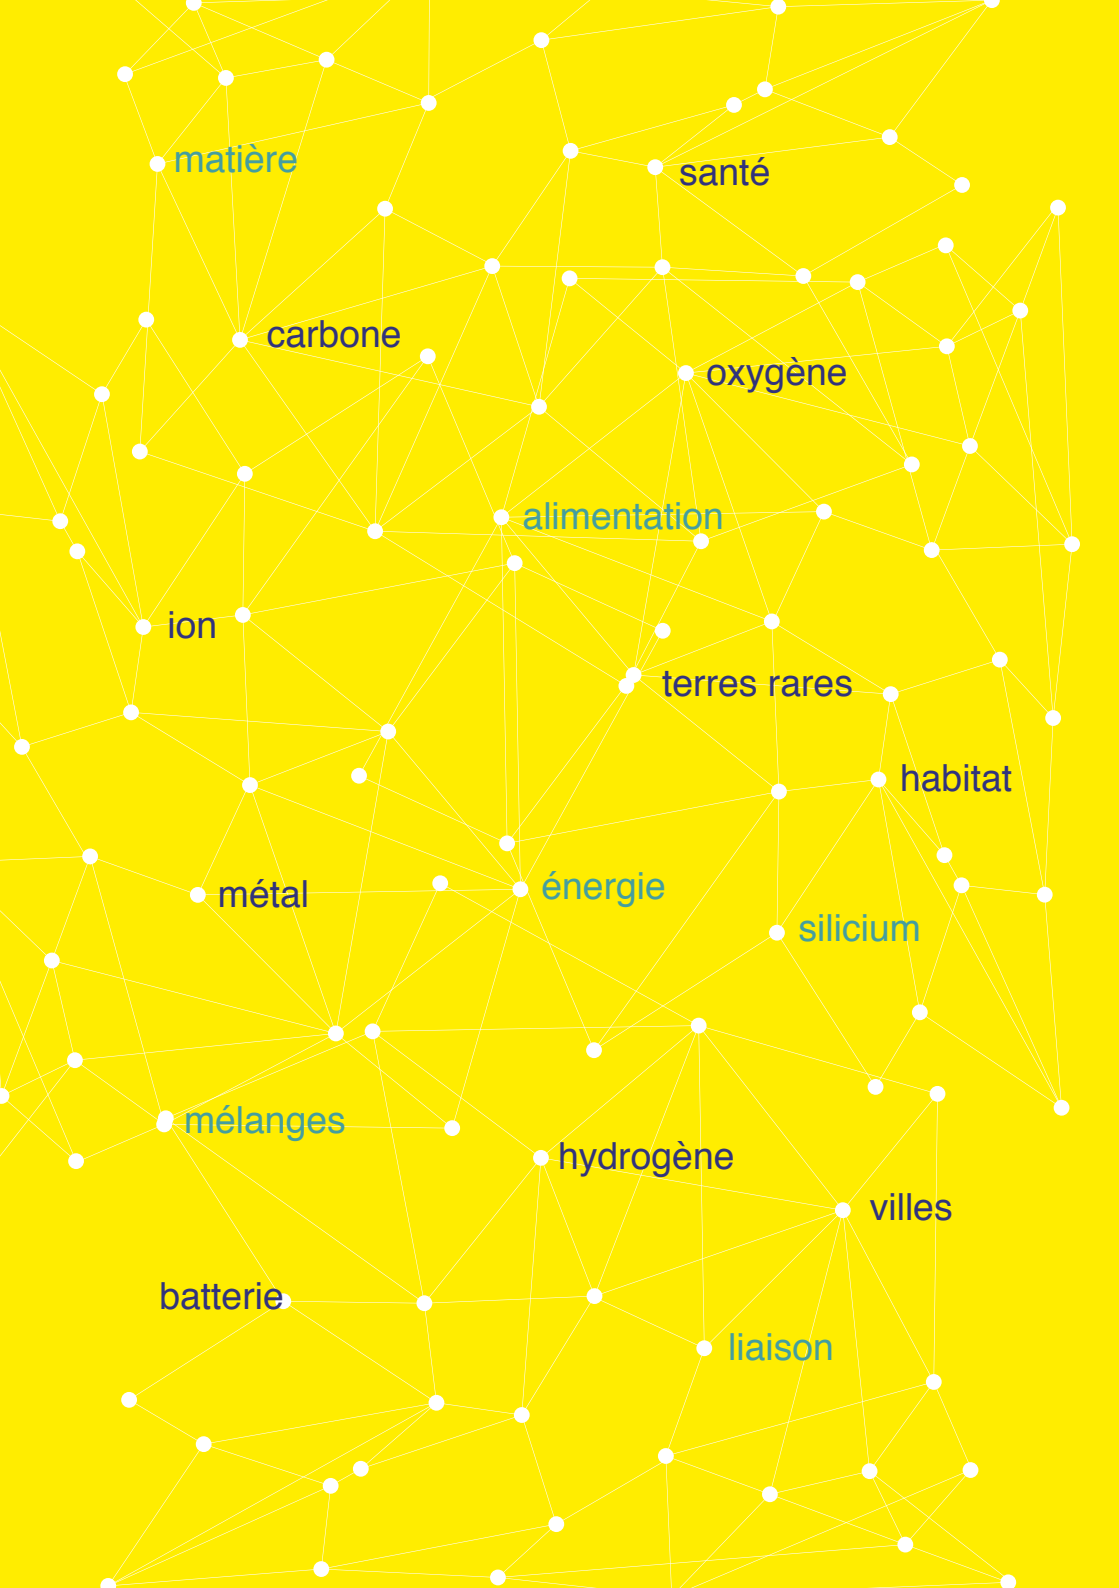 matière
santé
carbone
oxygène
alimentation
ion
terres rares
habitat
métal
énergie
silicium
mélanges
hydrogène
villes
batterie
liaison